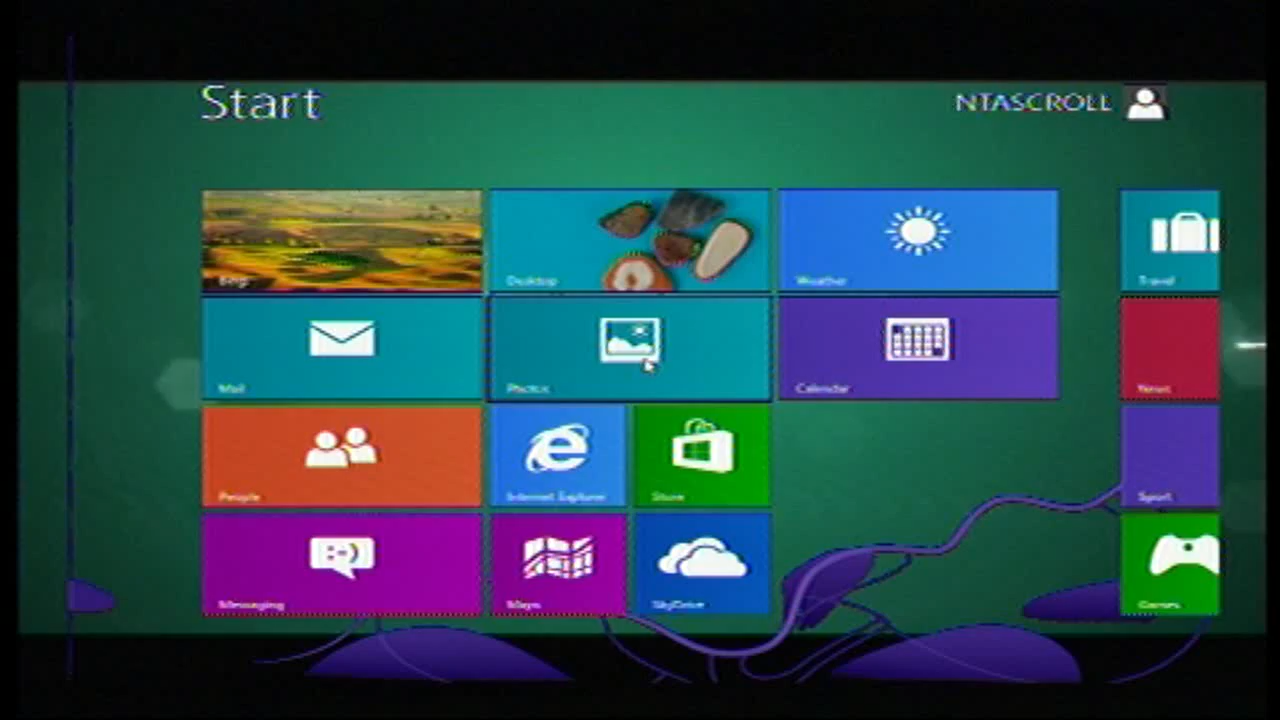 Start
NTASCROLL
Bing
Desktop
Weather
Travel
Mail
Photos
Calendar
News
People
Internet Explorer
Store
Sport
:-)
Messaging
Maps
SkyDrive
Games